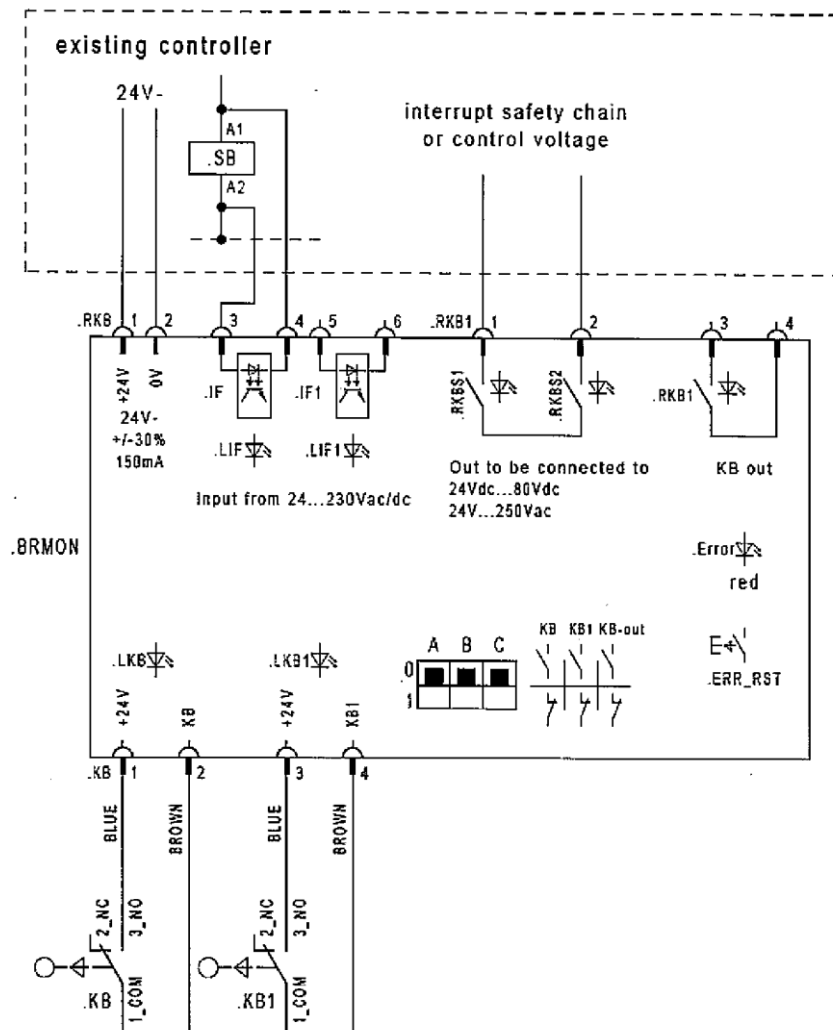 existing controller
24V-
A1
.SB
A2
interrupt safety chain
or control voltage
.RKB 1 2 3 4 5 6 .RKB1 1 2 3 4
+24V
0V
24V-
+/-30%
150mA
.IF
.IF1
.LIF
.LIF1
Input from 24...230Vac/dc
.RKBS1
.RKBS2
.RKB1
Out to be connected to
24Vdc...80Vdc
24V...250Vac
KB out
.BRMON
.Error
red
.ERR_RST
A B C
0
1
KB KB1 KB-out
.LKB
.LKB1
+24V
KB
+24V
KB1
.KB 1 2 3 4
BLUE
BROWN
BLUE
BROWN
2_NC
3_NO
2_NC
3_NO
.KB
1_COM
.KB1
1_COM